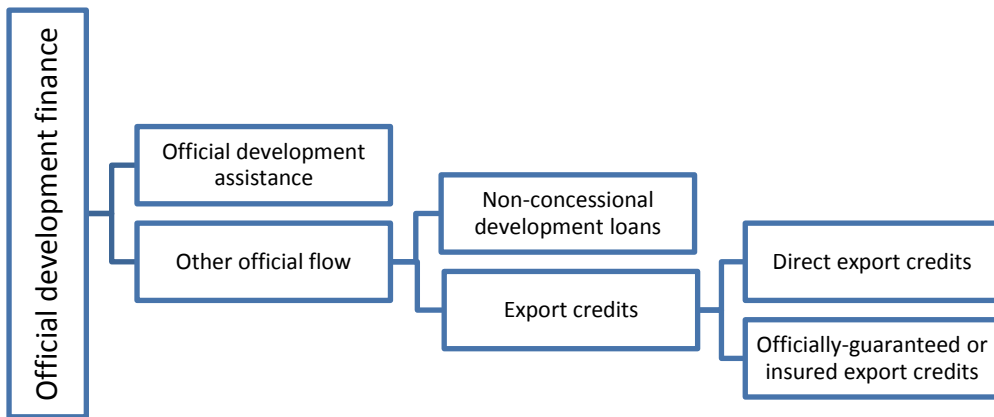 Official development finance
Official development
assistance
Other official flow
Non-concessional
development loans
Export credits
Direct export credits
Officially-guaranteed or
insured export credits